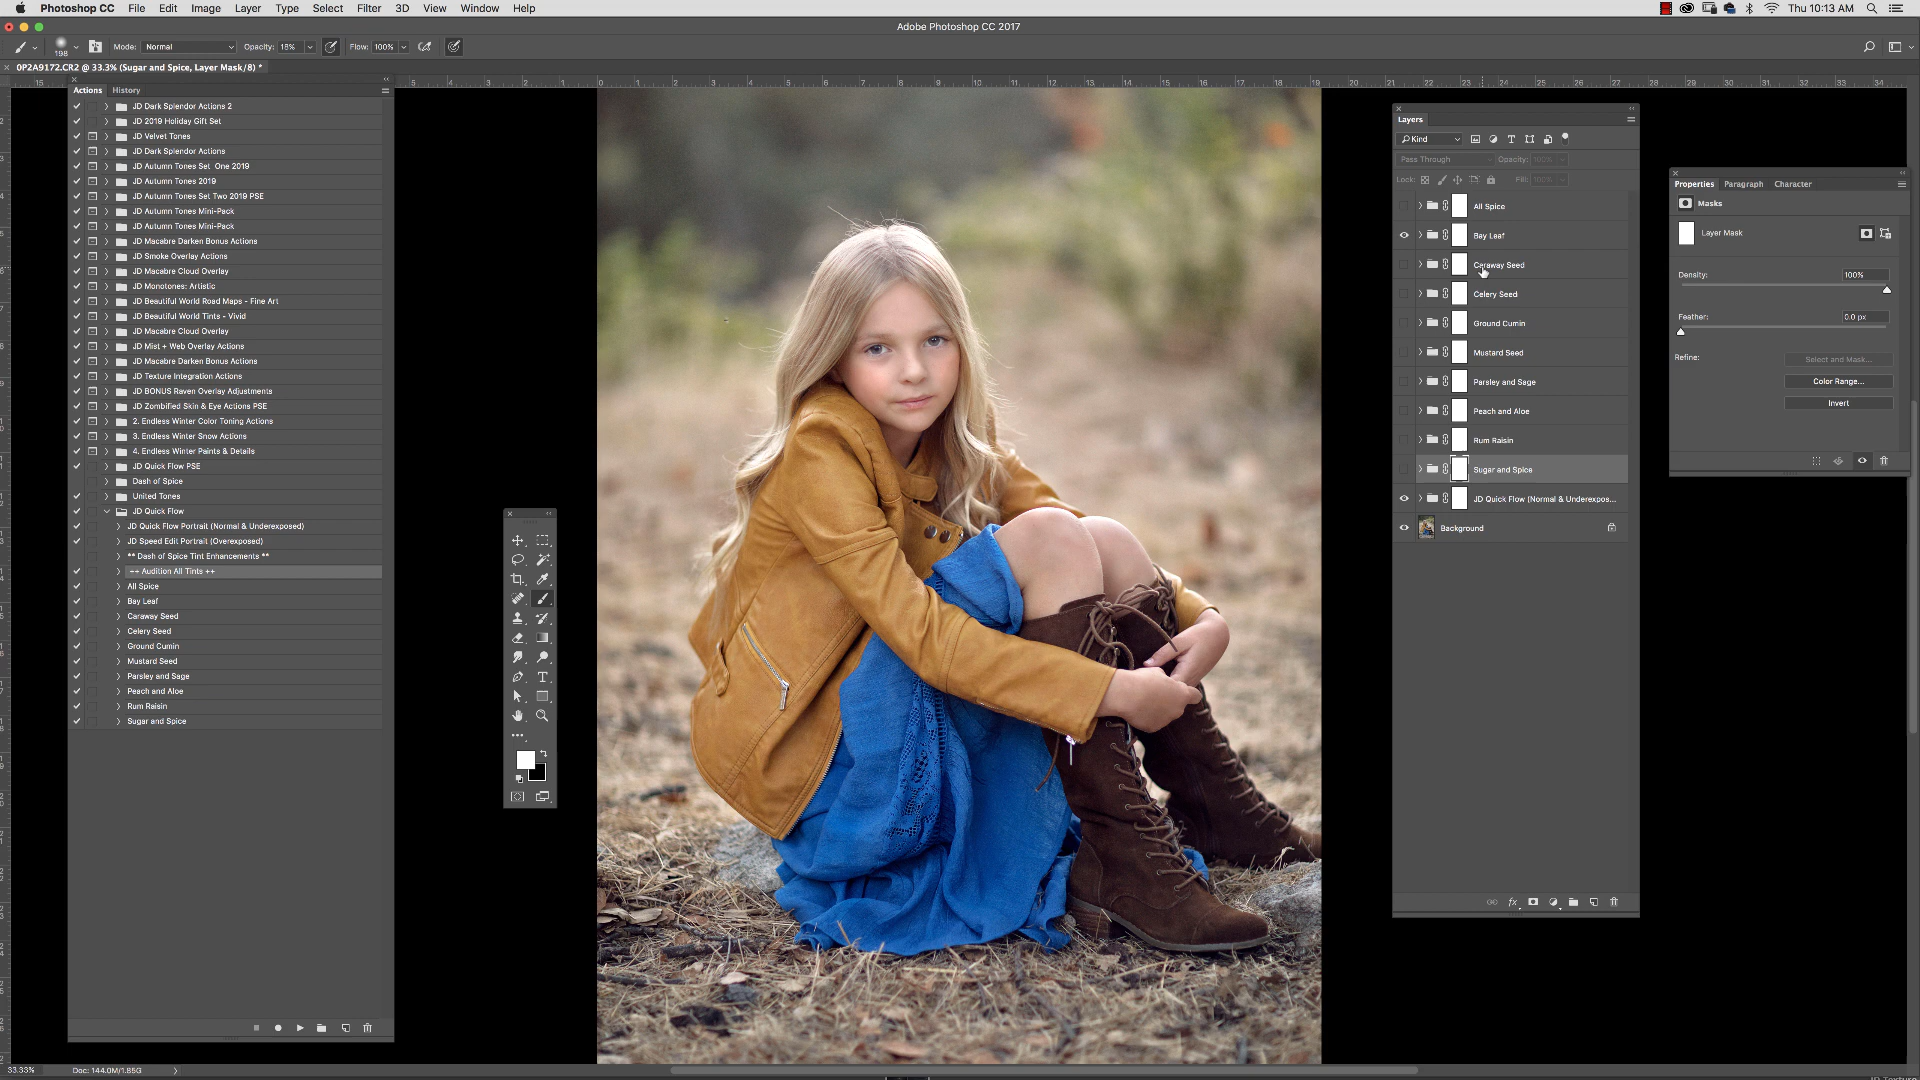 Photoshop CC File Edit Image Layer Type Select Filter 3D View Window Help Thu 10:13 AM
Adobe Photoshop CC 2017
198 Mode: Normal Opacity: 18% Flow: 100%
0P2A9172.CR2 @ 33.3% (Sugar and Spice, Layer Mask/8) *
Actions History
JD Dark Splendor Actions 2
JD 2019 Holiday Gift Set
JD Velvet Tones
JD Dark Splendor Actions
JD Autumn Tones Set One 2019
JD Autumn Tones 2019
JD Autumn Tones Set Two 2019 PSE
JD Autumn Tones Mini-Pack
JD Autumn Tones Mini-Pack
JD Macabre Darken Bonus Actions
JD Smoke Overlay Actions
JD Macabre Cloud Overlay
JD Monotones: Artistic
JD Beautiful World Road Maps - Fine Art
JD Beautiful World Tints - Vivid
JD Macabre Cloud Overlay
JD Mist + Web Overlay Actions
JD Macabre Darken Bonus Actions
JD Texture Integration Actions
JD BONUS Raven Overlay Adjustments
JD Zombified Skin & Eye Actions PSE
2. Endless Winter Color Toning Actions
3. Endless Winter Snow Actions
4. Endless Winter Paints & Details
JD Quick Flow PSE
Dash of Spice
United Tones
JD Quick Flow
JD Quick Flow Portrait (Normal & Underexposed)
JD Speed Edit Portrait (Overexposed)
** Dash of Spice Tint Enhancements **
++ Audition All Tints ++
All Spice
Bay Leaf
Caraway Seed
Celery Seed
Ground Cumin
Mustard Seed
Parsley and Sage
Peach and Aloe
Rum Raisin
Sugar and Spice
Layers
Kind
Pass Through Opacity: 100%
Lock: Fill: 100%
All Spice
Bay Leaf
Caraway Seed
Celery Seed
Ground Cumin
Mustard Seed
Parsley and Sage
Peach and Aloe
Rum Raisin
Sugar and Spice
JD Quick Flow (Normal & Underexpos...
Background
Properties Paragraph Character
Masks
Layer Mask
Density: 100%
Feather: 0.0 px
Refine: Select and Mask...
Color Range...
Invert
33.33% Doc: 144.0M/1.85G